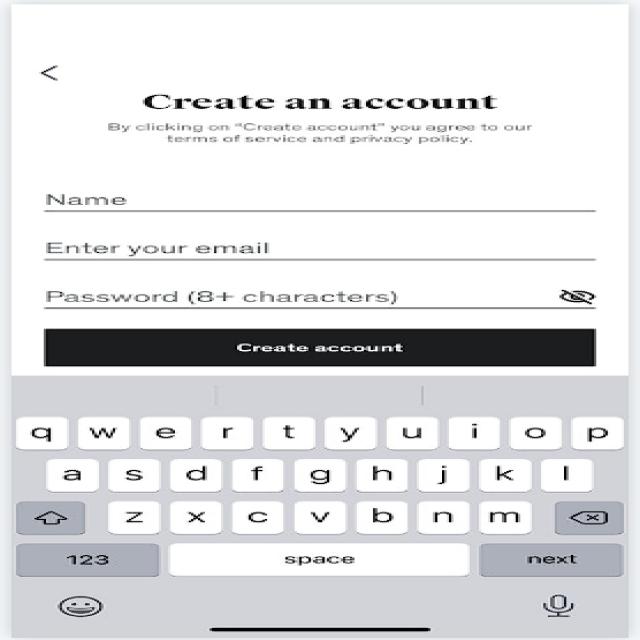 Create an account
By clicking on "Create account" you agree to our
terms of service and privacy policy.
Name
Enter your email
Password (8+ characters)
Create account
q w e r t y u i o p
a s d f g h j k l
z x c v b n m
123 space next